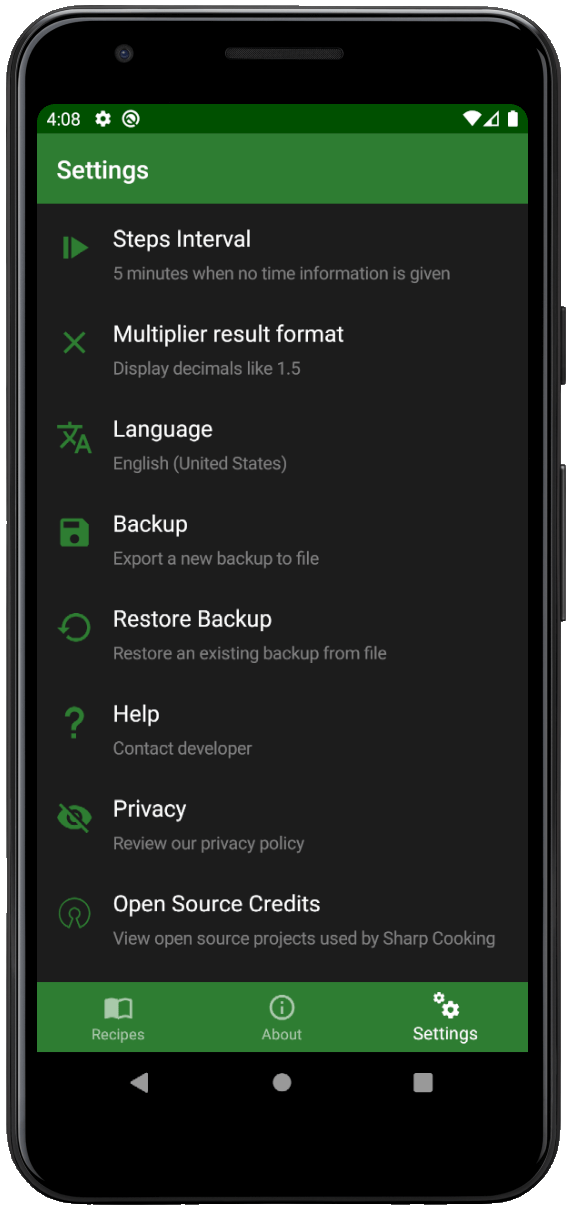 4:08
Settings
Steps Interval
5 minutes when no time information is given
Multiplier result format
Display decimals like 1.5
Language
English (United States)
Backup
Export a new backup to file
Restore Backup
Restore an existing backup from file
Help
Contact developer
Privacy
Review our privacy policy
Open Source Credits
View open source projects used by Sharp Cooking
Recipes
About
Settings